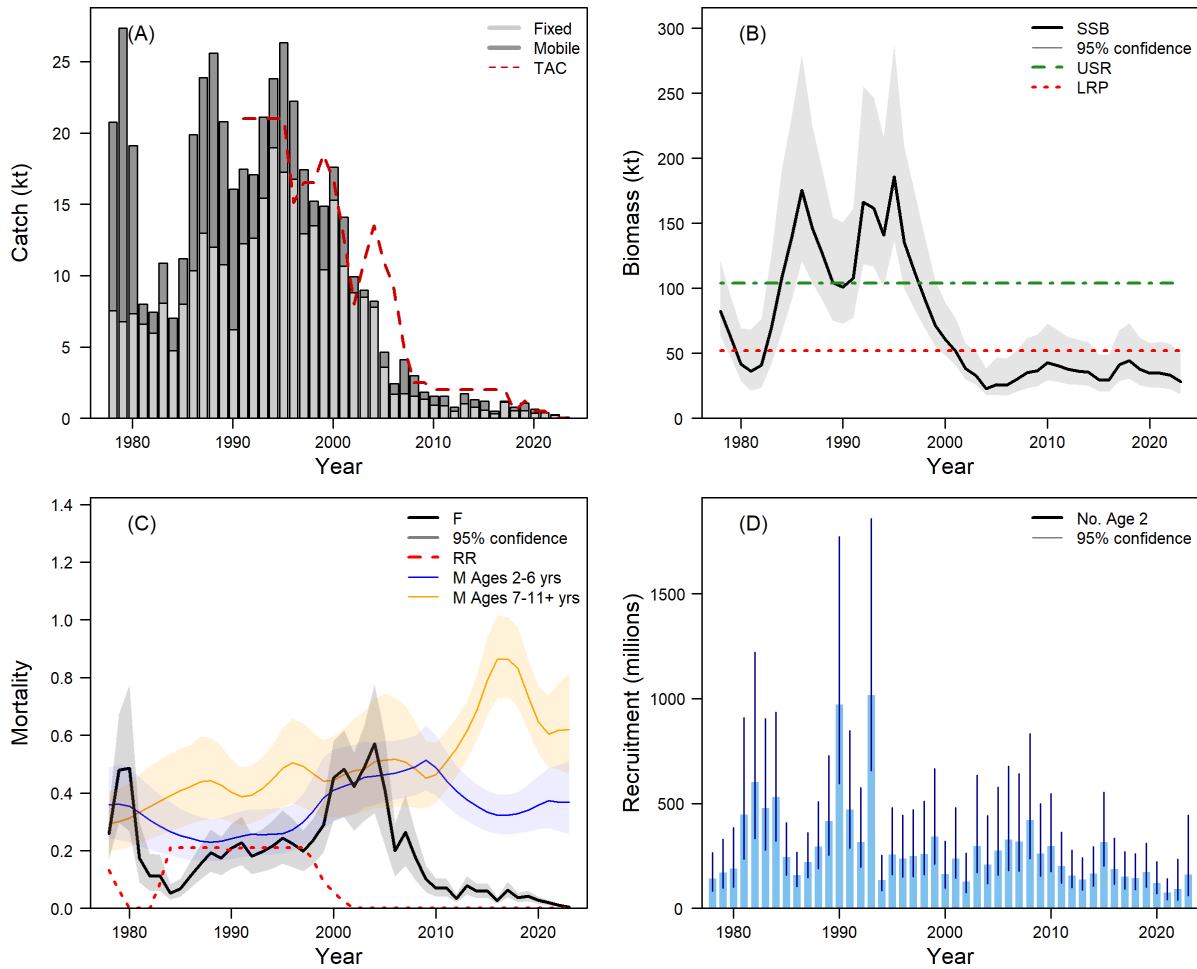 (A)
Fixed
Mobile
TAC
25
20
15
10
5
0
Catch (kt)
1980 1990 2000 2010 2020
Year
(B)
SSB
95% confidence
USR
LRP
300
250
200
150
100
50
0
Biomass (kt)
1980 1990 2000 2010 2020
Year
(C)
F
95% confidence
RR
M Ages 2-6 yrs
M Ages 7-11+ yrs
1.4
1.2
1.0
0.8
0.6
0.4
0.2
0.0
Mortality
1980 1990 2000 2010 2020
Year
(D)
No. Age 2
95% confidence
1500
1000
500
0
Recruitment (millions)
1980 1990 2000 2010 2020
Year